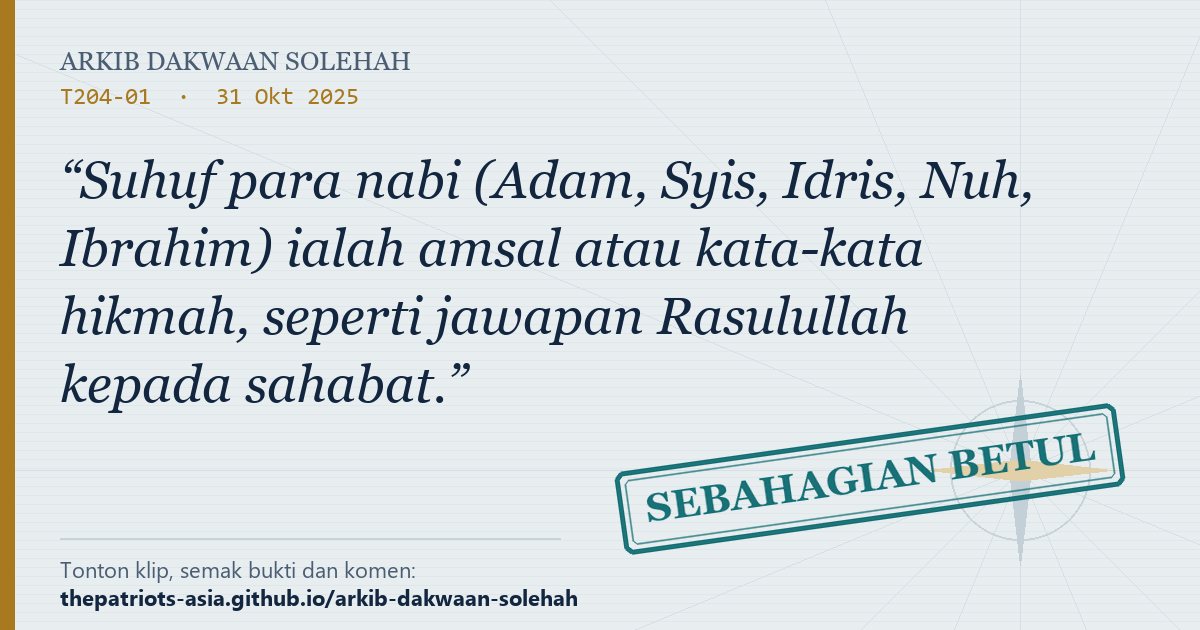 ARKIB DAKWAAN SOLEHAH
T204-01 · 31 Okt 2025
“Suhuf para nabi (Adam, Syis, Idris, Nuh,
Ibrahim) ialah amsal atau kata-kata
hikmah, seperti jawapan Rasulullah
kepada sahabat.”
SEBAHAGIAN BETUL
Tonton klip, semak bukti dan komen:
thepatriots-asia.github.io/arkib-dakwaan-solehah